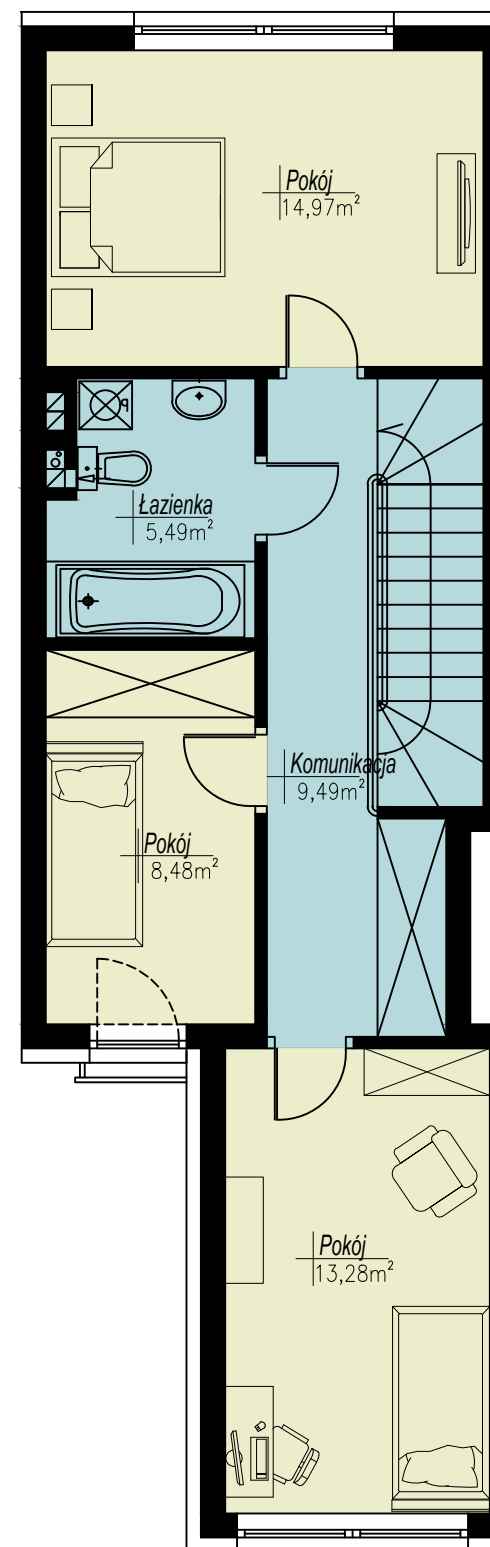 Pokój
14,97m²
Łazienka
5,49m²
Komunikacja
9,49m²
Pokój
8,48m²
Pokój
13,28m²